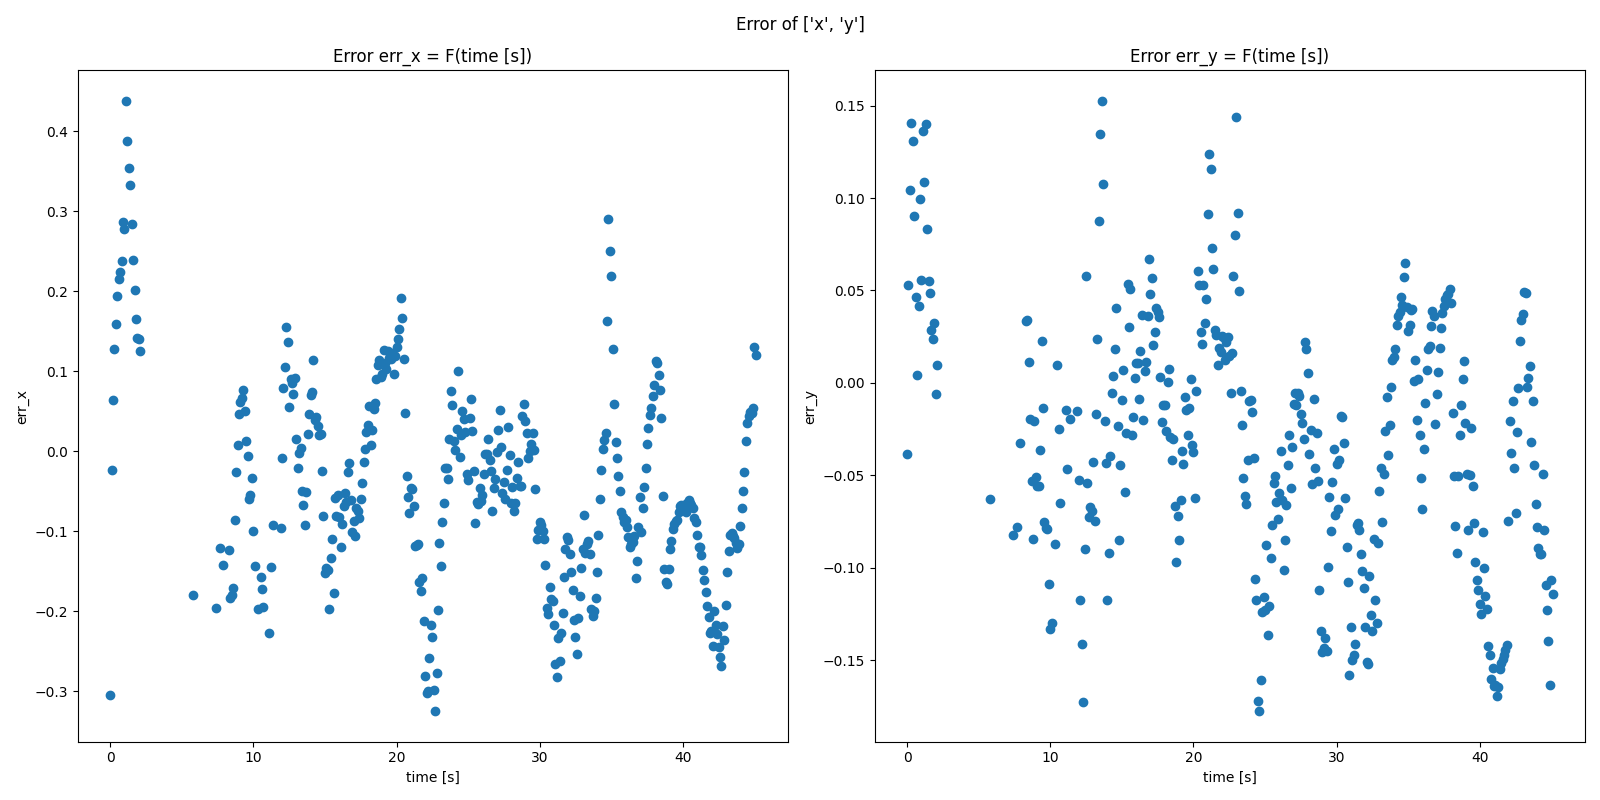 Error of ['x', 'y']
Error err_x = F(time [s])
0.4
0.3
0.2
0.1
0.0
−0.1
−0.2
−0.3
err_x
0 10 20 30 40
time [s]
Error err_y = F(time [s])
0.15
0.10
0.05
0.00
−0.05
−0.10
−0.15
err_y
0 10 20 30 40
time [s]